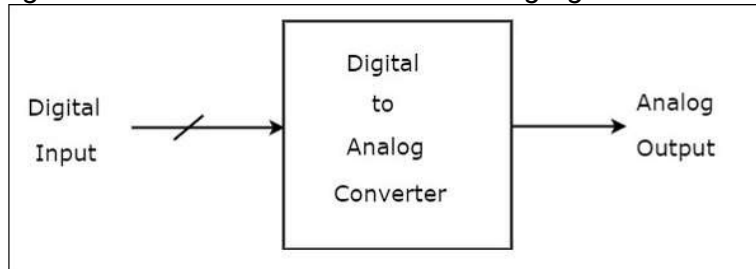 Digital
Input
Digital
to
Analog
Converter
Analog
Output